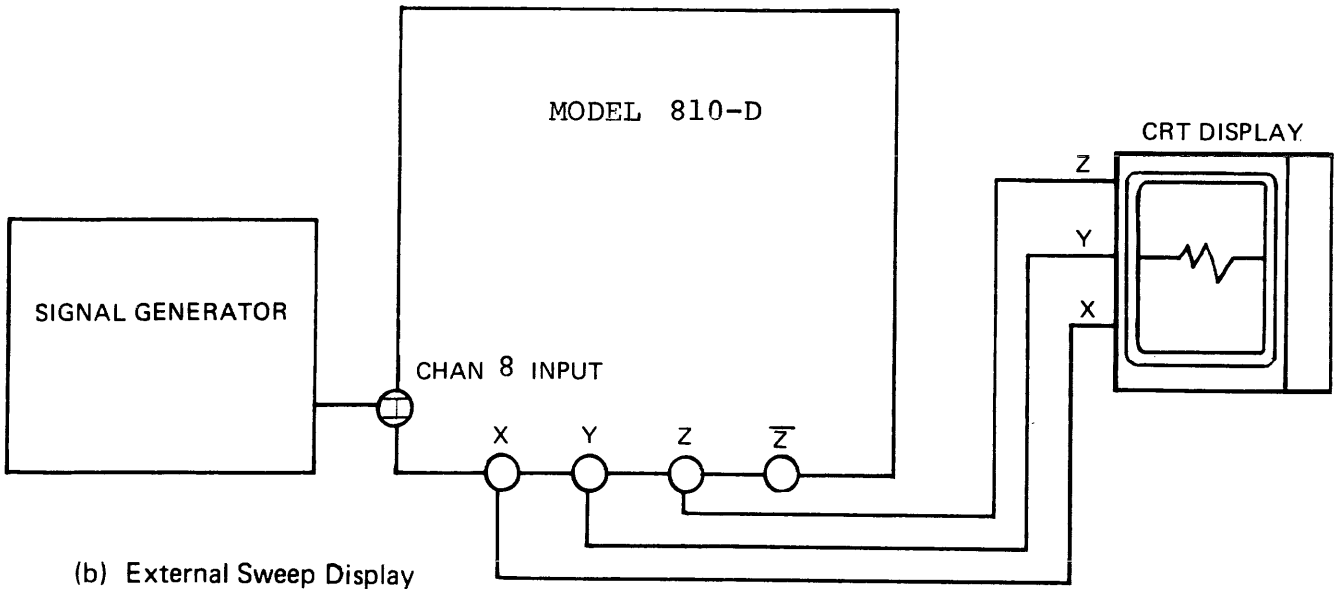 MODEL 810-D
CRT DISPLAY
Z
Y
X
SIGNAL GENERATOR
CHAN 8 INPUT
X Y Z Z̅
(b) External Sweep Display